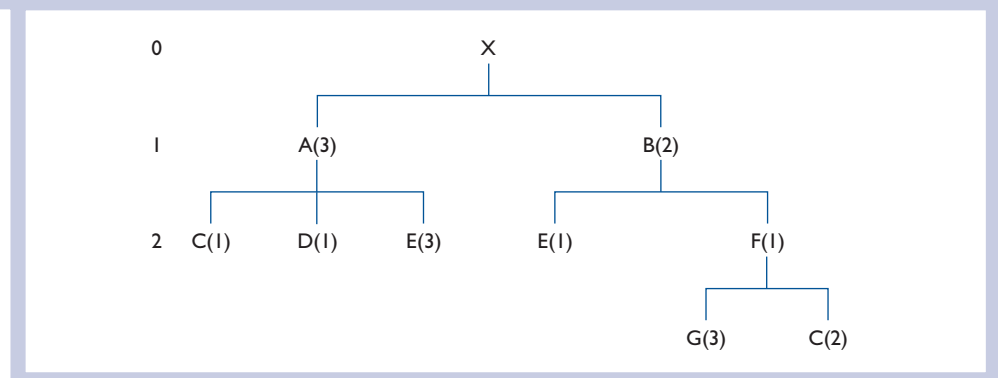 0 X
1 A(3) B(2)
2 C(1) D(1) E(3) E(1) F(1)
G(3) C(2)